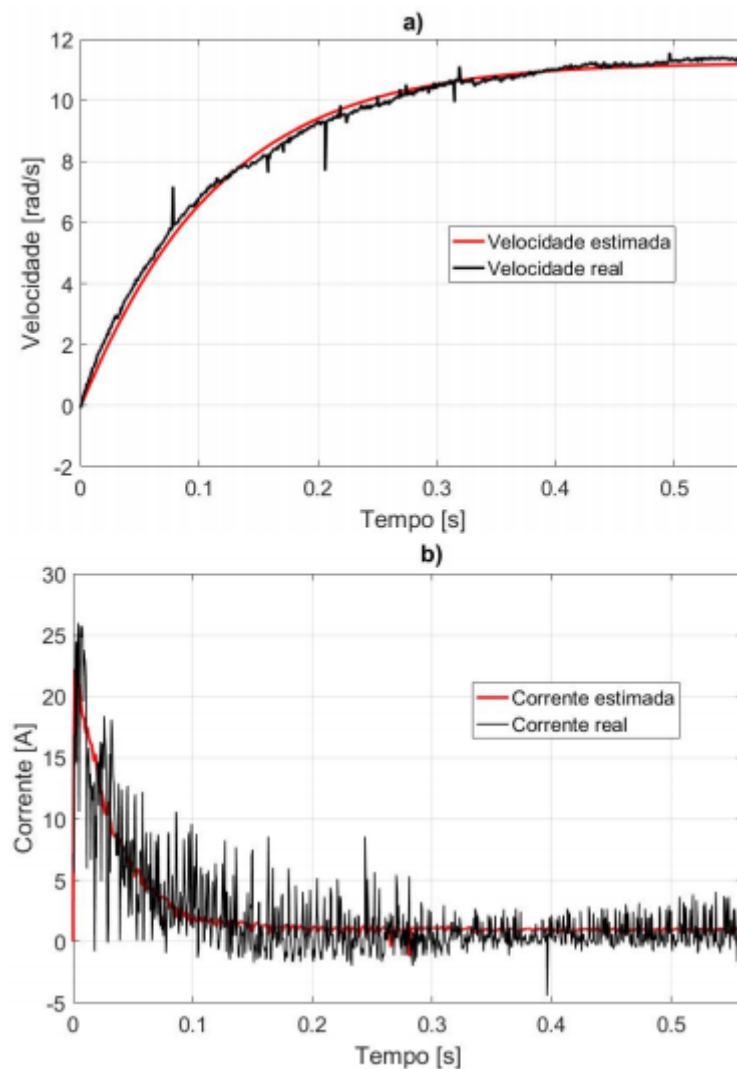 a)
12
10
8
6
4
2
0
-2
Velocidade [rad/s]
Velocidade estimada
Velocidade real
0 0.1 0.2 0.3 0.4 0.5
Tempo [s]
b)
30
25
20
15
10
5
0
-5
Corrente [A]
Corrente estimada
Corrente real
0 0.1 0.2 0.3 0.4 0.5
Tempo [s]